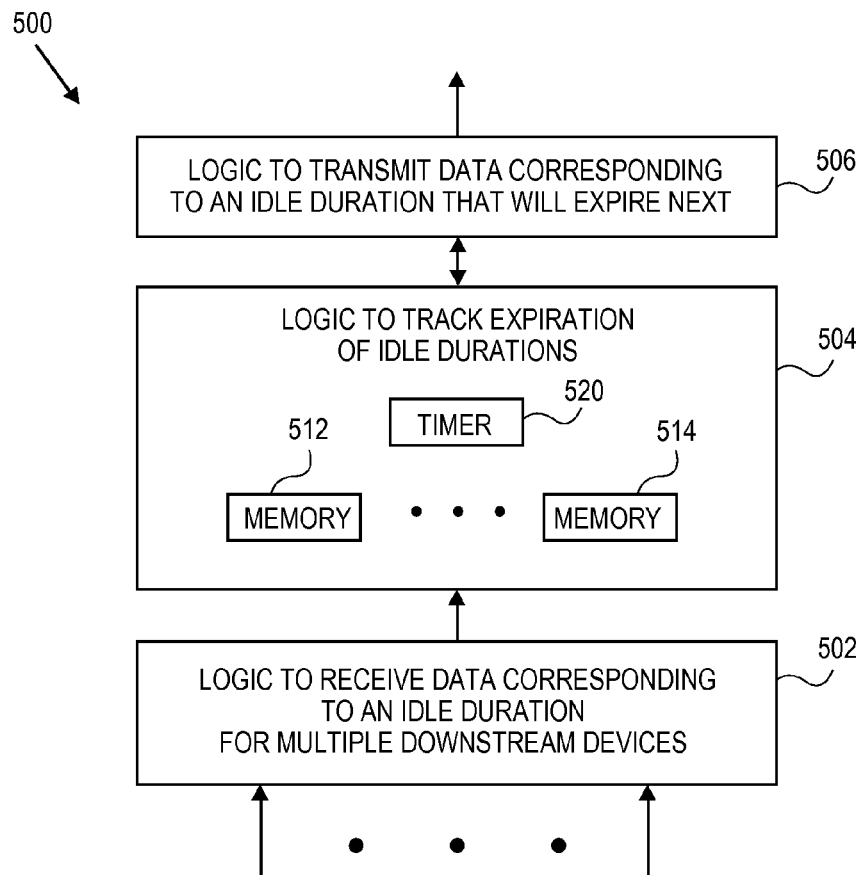 500
LOGIC TO TRANSMIT DATA CORRESPONDING
TO AN IDLE DURATION THAT WILL EXPIRE NEXT
506
LOGIC TO TRACK EXPIRATION
OF IDLE DURATIONS
504
520
TIMER
512
514
MEMORY
MEMORY
502
LOGIC TO RECEIVE DATA CORRESPONDING
TO AN IDLE DURATION
FOR MULTIPLE DOWNSTREAM DEVICES